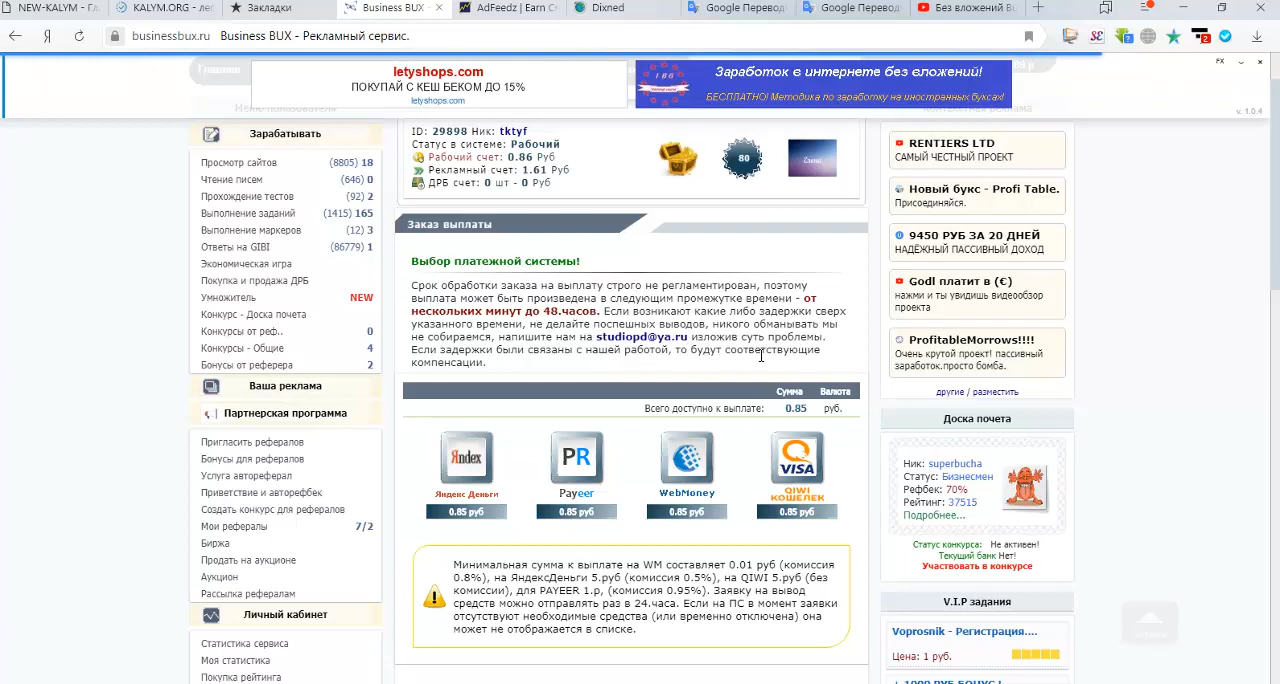 NEW-KALYM - Гл
KALYM.ORG - лег
Закладки
Business BUX -
AdFeedz | Earn C
Dixned
Google Перевод
Google Перевод
Без вложений Bu
businessbux.ru Business BUX - Рекламный сервис.
letyshops.com
ПОКУПАЙ С КЕШ БЕКОМ ДО 15%
letyshops.com
Заработок в интернете без вложений!
БЕСПЛАТНО! Методика по заработку на иностранных буксах!
FX
v. 1.0.4
Зарабатывать
Просмотр сайтов (8805) 18
Чтение писем (646) 0
Прохождение тестов (92) 2
Выполнение заданий (1415) 165
Выполнение маркеров (12) 3
Ответы на GIBI (86779) 1
Экономическая игра
Покупка и продажа ДРБ
Умножитель NEW
Конкурс - Доска почета
Конкурсы от реф.. 0
Конкурсы - Общие 4
Бонусы от реферера 2
Ваша реклама
Партнерская программа
Пригласить рефералов
Бонусы для рефералов
Услуга автореферал
Приветствие и авторефбек
Создать конкурс для рефералов
Мои рефералы 7/2
Биржа
Продать на аукционе
Аукцион
Рассылка рефералам
Личный кабинет
Статистика сервиса
Моя статистика
Покупка рейтинга
ID: 29898 Ник: tktyf
Статус в системе: Рабочий
Рабочий счет: 0.86 Руб
Рекламный счет: 1.61 Руб
ДРБ счет: 0 шт - 0 Руб
80
Заказ выплаты
Выбор платежной системы!
Срок обработки заказа на выплату строго не регламентирован, поэтому
выплата может быть произведена в следующим промежутке времени - от
нескольких минут до 48.часов. Если возникают какие либо задержки сверх
указанного времени, не делайте поспешных выводов, никого обманывать мы
не собираемся, напишите нам на studiopd@ya.ru изложив суть проблемы.
Если задержки были связаны с нашей работой, то будут соответствующие
компенсации.
Сумма Валюта
Всего доступно к выплате: 0.85 руб.
Яndex
PR
Q VISA
Яндекс Деньги
Payeer
WebMoney
QIWI КОШЕЛЕК
0.85 руб
0.85 руб
0.85 руб
0.85 руб
Минимальная сумма к выплате на WM составляет 0.01 руб (комиссия
0.8%), на ЯндексДеньги 5.руб (комиссия 0.5%), на QIWI 5.руб (без
комиссии), для PAYEER 1.р, (комиссия 0.95%). Заявку на вывод
средств можно отправлять раз в 24.часа. Если на ПС в момент заявки
отсутствуют необходимые средства (или временно отключена) она
может не отображается в списке.
RENTIERS LTD
САМЫЙ ЧЕСТНЫЙ ПРОЕКТ
Новый букс - Profi Table.
Присоединяйся.
9450 РУБ ЗА 20 ДНЕЙ
НАДЁЖНЫЙ ПАССИВНЫЙ ДОХОД
Godl платит в (€)
нажми и ты увидишь видеообзор
проекта
ProfitableMorrows!!!!
Очень крутой проект! пассивный
заработок.просто бомба.
другие / разместить
Доска почета
Ник: superbucha
Статус: Бизнесмен
Рефбек: 70%
Рейтинг: 37515
Подробнее...
Статус конкурса: Не активен!
Текущий банк Нет!
Участвовать в конкурсе
V.I.P задания
Voprosnik - Регистрация....
Цена: 1 руб.